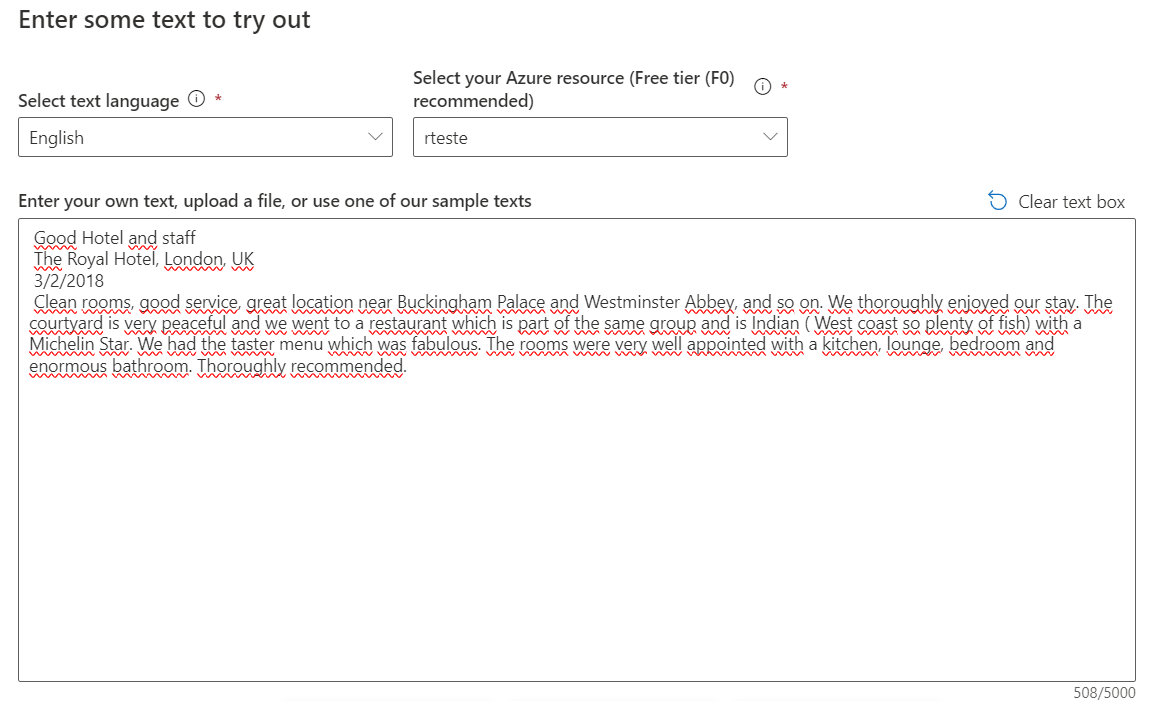 Enter some text to try out
Select text language *
Select your Azure resource (Free tier (F0)
recommended) *
English
rteste
Enter your own text, upload a file, or use one of our sample texts
Clear text box
Good Hotel and staff
The Royal Hotel, London, UK
3/2/2018
Clean rooms, good service, great location near Buckingham Palace and Westminster Abbey, and so on. We thoroughly enjoyed our stay. The
courtyard is very peaceful and we went to a restaurant which is part of the same group and is Indian ( West coast so plenty of fish) with a
Michelin Star. We had the taster menu which was fabulous. The rooms were very well appointed with a kitchen, lounge, bedroom and
enormous bathroom. Thoroughly recommended.
508/5000